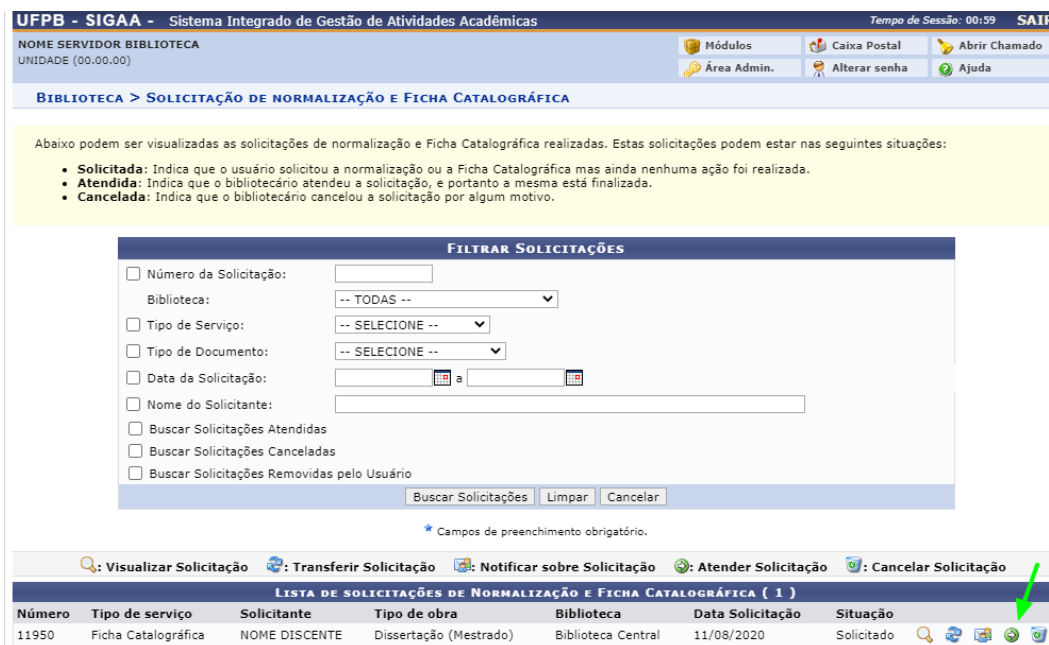 UFPB - SIGAA - Sistema Integrado de Gestão de Atividades Acadêmicas Tempo de Sessão: 00:59 SAIR
NOME SERVIDOR BIBLIOTECA Módulos Caixa Postal Abrir Chamado
UNIDADE (00.00.00) Área Admin. Alterar senha Ajuda
BIBLIOTECA > SOLICITAÇÃO DE NORMALIZAÇÃO E FICHA CATALOGRÁFICA
Abaixo podem ser visualizadas as solicitações de normalização e Ficha Catalográfica realizadas. Estas solicitações podem estar nas seguintes situações:
• Solicitada: Indica que o usuário solicitou a normalização ou a Ficha Catalográfica mas ainda nenhuma ação foi realizada.
• Atendida: Indica que o bibliotecário atendeu a solicitação, e portanto a mesma está finalizada.
• Cancelada: Indica que o bibliotecário cancelou a solicitação por algum motivo.
FILTRAR SOLICITAÇÕES
Número da Solicitação:
Biblioteca: -- TODAS --
Tipo de Serviço: -- SELECIONE --
Tipo de Documento: -- SELECIONE --
Data da Solicitação: a
Nome do Solicitante:
Buscar Solicitações Atendidas
Buscar Solicitações Canceladas
Buscar Solicitações Removidas pelo Usuário
Buscar Solicitações Limpar Cancelar
Campos de preenchimento obrigatório.
: Visualizar Solicitação : Transferir Solicitação : Notificar sobre Solicitação : Atender Solicitação : Cancelar Solicitação
LISTA DE SOLICITAÇÕES DE NORMALIZAÇÃO E FICHA CATALOGRÁFICA ( 1 )
Número Tipo de serviço Solicitante Tipo de obra Biblioteca Data Solicitação Situação
11950 Ficha Catalográfica NOME DISCENTE Dissertação (Mestrado) Biblioteca Central 11/08/2020 Solicitado